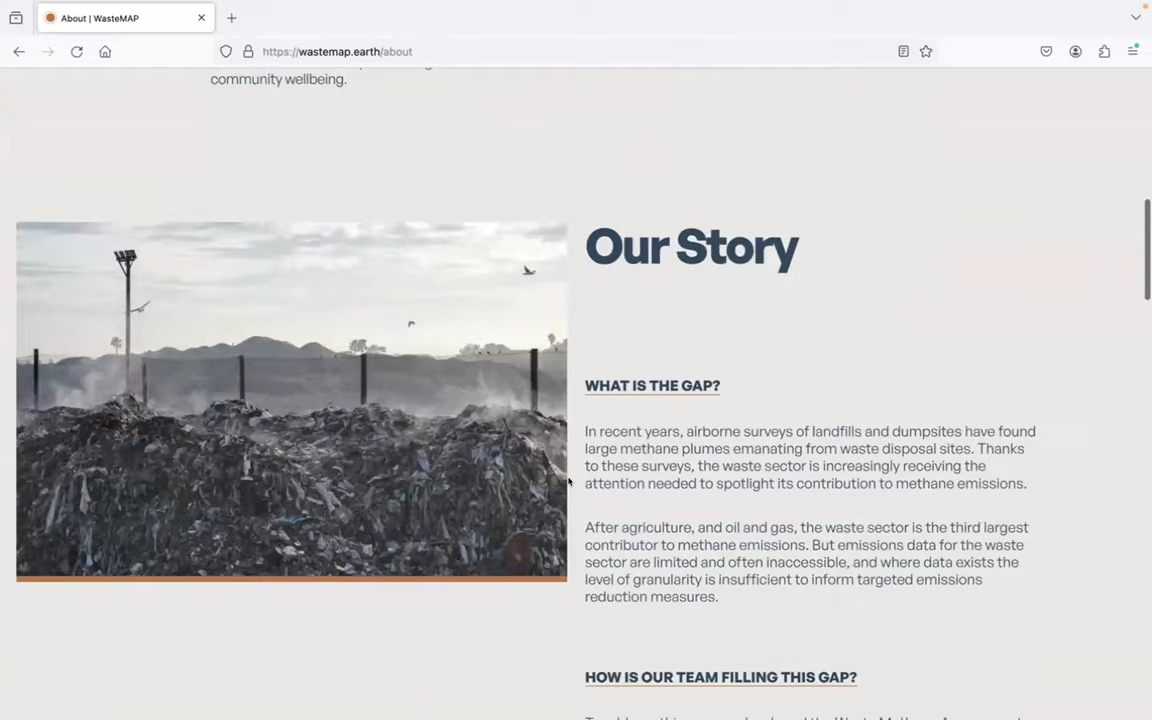 About | WasteMAP
https://wastemap.earth/about
community wellbeing.
Our Story
WHAT IS THE GAP?
In recent years, airborne surveys of landfills and dumpsites have found
large methane plumes emanating from waste disposal sites. Thanks
to these surveys, the waste sector is increasingly receiving the
attention needed to spotlight its contribution to methane emissions.
After agriculture, and oil and gas, the waste sector is the third largest
contributor to methane emissions. But emissions data for the waste
sector are limited and often inaccessible, and where data exists the
level of granularity is insufficient to inform targeted emissions
reduction measures.
HOW IS OUR TEAM FILLING THIS GAP?